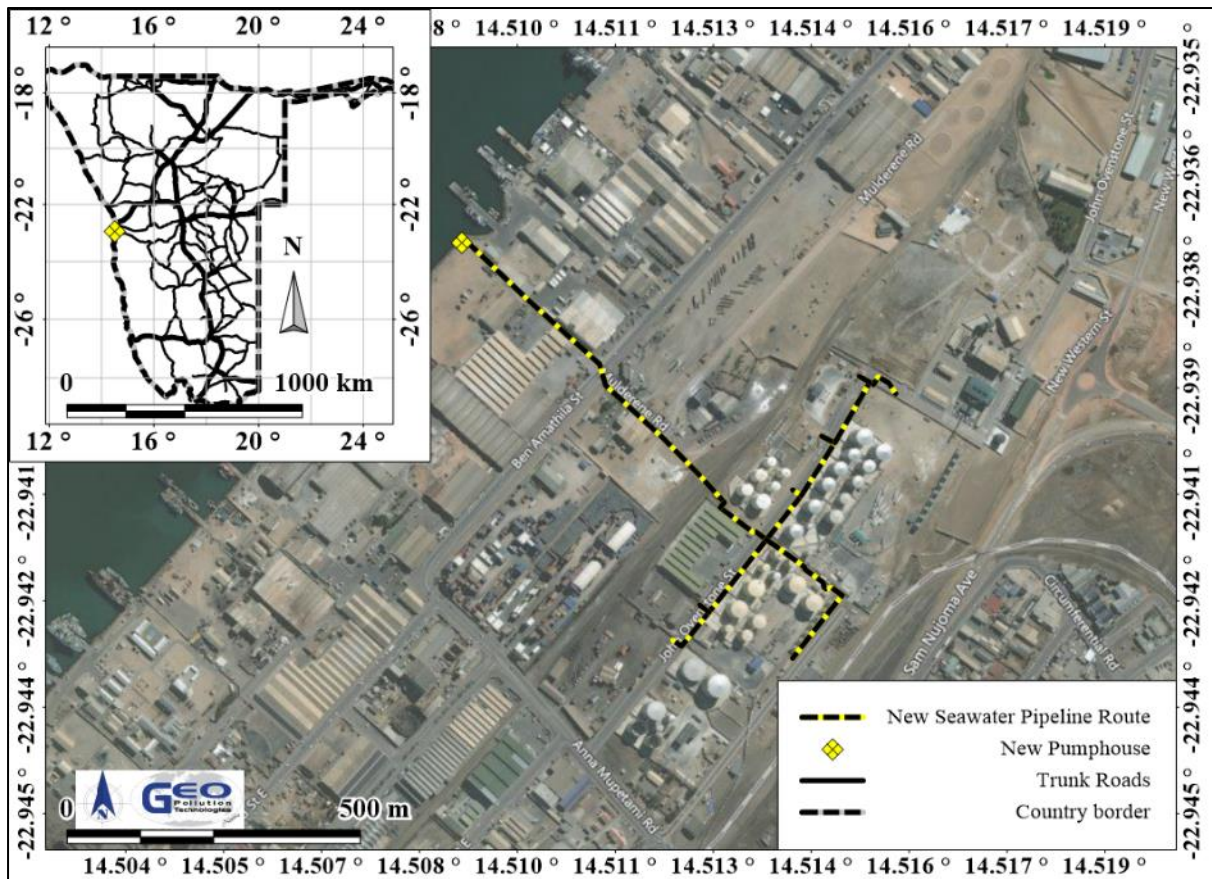 12 ° 16 ° 20 ° 24 °
8 ° 14.510 ° 14.511 ° 14.513 ° 14.514 ° 14.516 ° 14.517 ° 14.519 °
-18 °
-22 °
-26 °
N
0 1000 km
12 ° 16 ° 20 ° 24 °
-22.935 °
-22.936 °
-22.938 °
-22.939 °
-22.941 °
-22.942 °
-22.944 °
-22.945 °
-22.941 °
-22.942 °
-22.944 °
-22.945 °
Mulderene Rd
John Ovenstone St
New Western St
Mulderene Rd
Ben Amathila St
Sam Nujoma Ave
Circumferential Rd
Anna Mupetami Rd
St E
New Seawater Pipeline Route
New Pumphouse
Trunk Roads
Country border
GEO
Pollution
Technologies
0 500 m
14.504 ° 14.505 ° 14.507 ° 14.508 ° 14.510 ° 14.511 ° 14.513 ° 14.514 ° 14.516 ° 14.517 ° 14.519 °